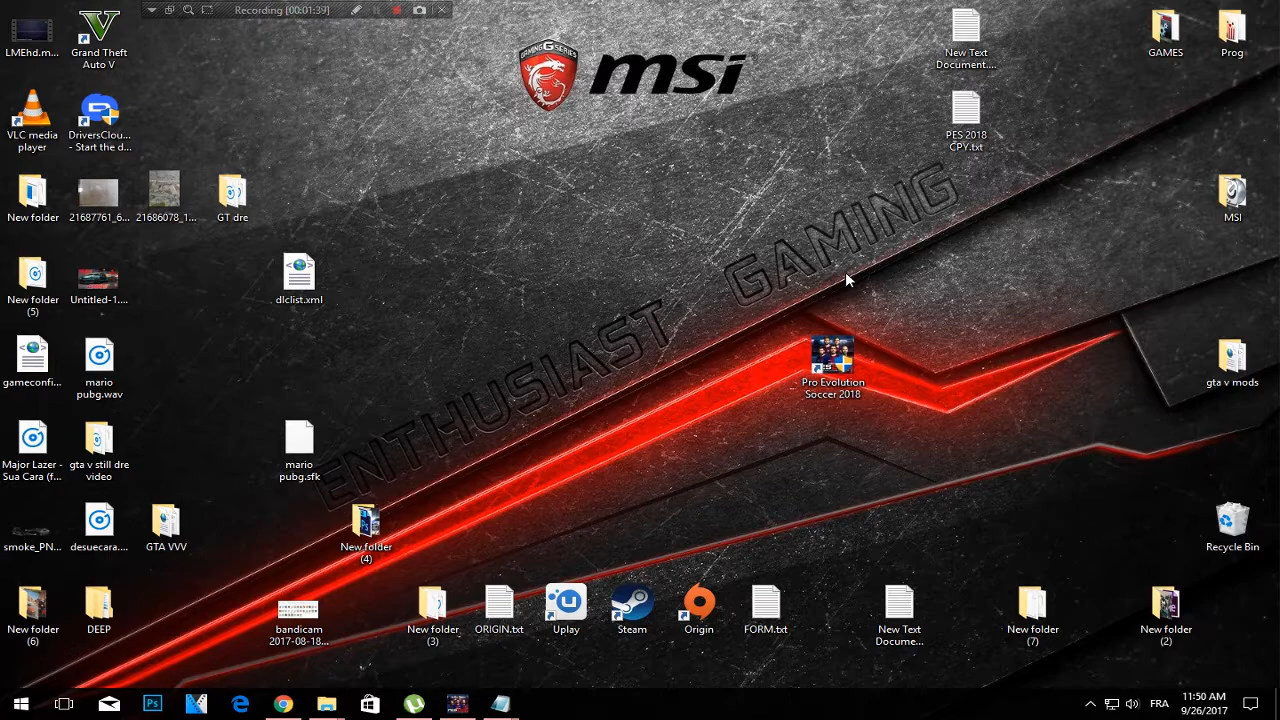 Recording [00:01:39]
LMEhd.m...
Grand Theft
Auto V
GAMING G SERIES
msi
New Text
Document....
GAMES
Prog
VLC media
player
DriversClou...
- Start the d...
PES 2018
CPY.txt
New folder
21687761_6...
21686078_1...
GT dre
MSI
ENTHUSIAST GAMING
New folder
(5)
Untitled-1....
dlclist.xml
gameconfi...
mario
pubg.wav
Pro Evolution
Soccer 2018
gta v mods
Major Lazer -
Sua Cara (f...
gta v still dre
video
mario
pubg.sfk
smoke_PN...
desuecara....
GTA VVV
New folder
(4)
Recycle Bin
New folder
(6)
DEEP
bandicam
2017-08-18...
New folder
(3)
ORIGIN.txt
Uplay
Steam
Origin
FORM.txt
New Text
Docume...
New folder
(7)
New folder
(2)
Ps
FRA
11:50 AM
9/26/2017